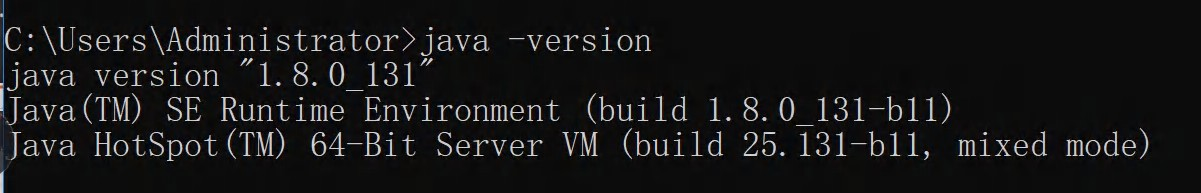 C:\Users\Administrator>java -version
java version "1.8.0_131"
Java(TM) SE Runtime Environment (build 1.8.0_131-b11)
Java HotSpot(TM) 64-Bit Server VM (build 25.131-b11, mixed mode)